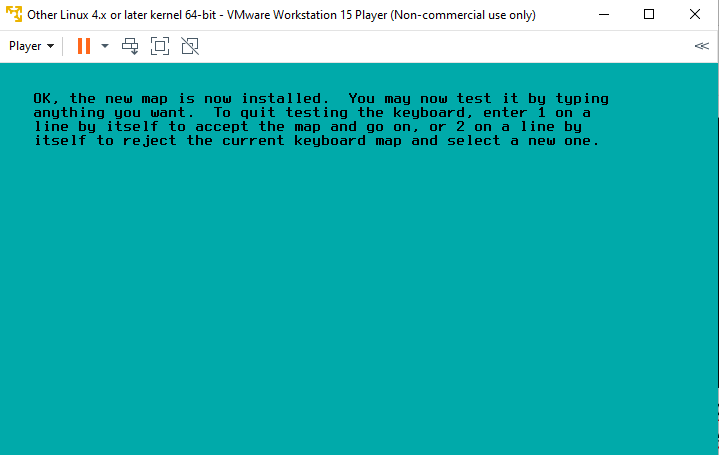 Other Linux 4.x or later kernel 64-bit - VMware Workstation 15 Player (Non-commercial use only)
Player
OK, the new map is now installed.  You may now test it by typing
anything you want.  To quit testing the keyboard, enter 1 on a
line by itself to accept the map and go on, or 2 on a line by
itself to reject the current keyboard map and select a new one.